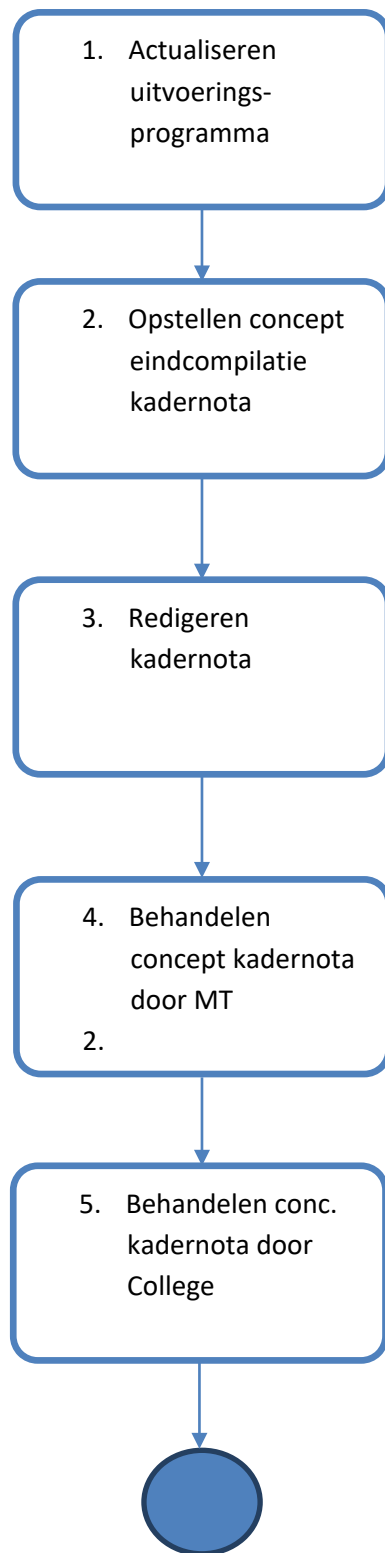 1. Actualiseren
uitvoerings-
programma
2. Opstellen concept
eindcompilatie
kadernota
3. Redigeren
kadernota
4. Behandelen
concept kadernota
door MT
2.
5. Behandelen conc.
kadernota door
College